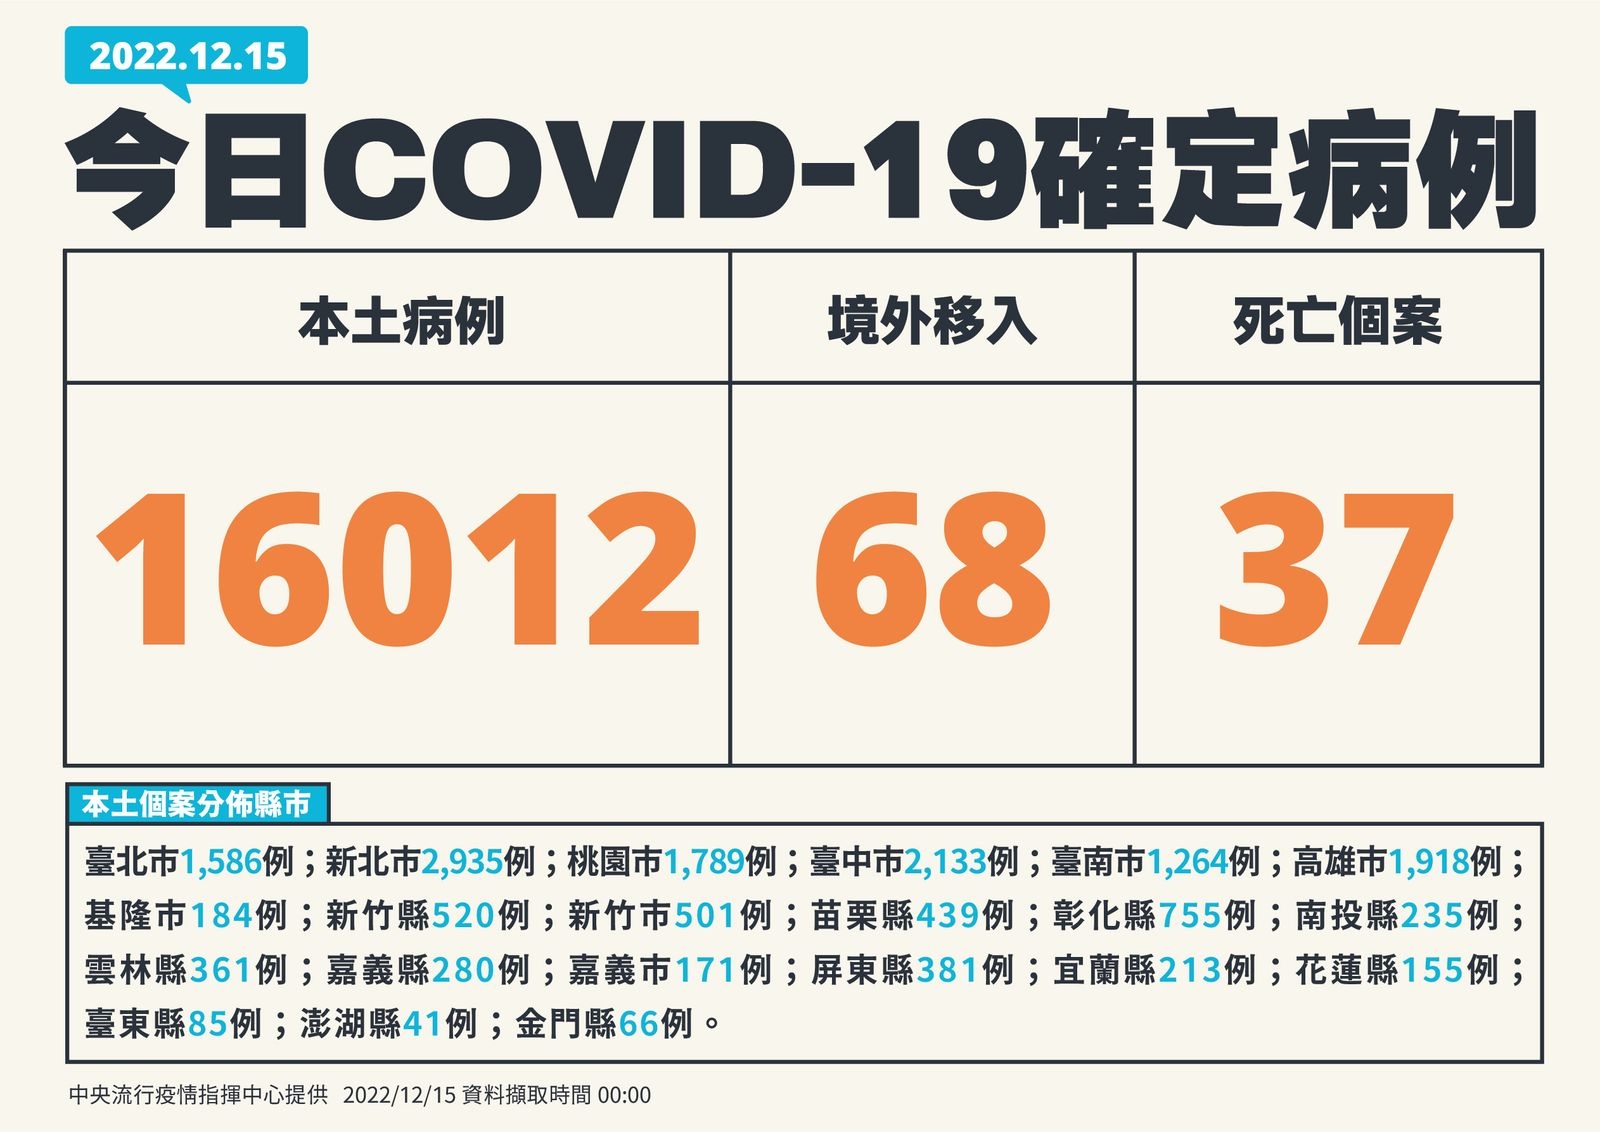 2022.12.15
今日COVID-19確定病例
本土病例 境外移入 死亡個案
16012 68 37
本土個案分佈縣市
臺北市1,586例；新北市2,935例；桃園市1,789例；臺中市2,133例；臺南市1,264例；高雄市1,918例；
基隆市184例；新竹縣520例；新竹市501例；苗栗縣439例；彰化縣755例；南投縣235例；
雲林縣361例；嘉義縣280例；嘉義市171例；屏東縣381例；宜蘭縣213例；花蓮縣155例；
臺東縣85例；澎湖縣41例；金門縣66例。
中央流行疫情指揮中心提供 2022/12/15 資料擷取時間 00:00